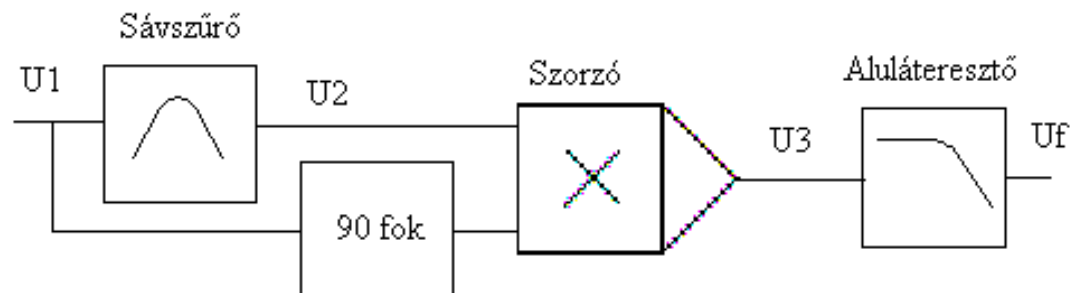 Sávszűrő
U1
U2
Szorzó
Aluláteresztő
U3
Uf
90 fok